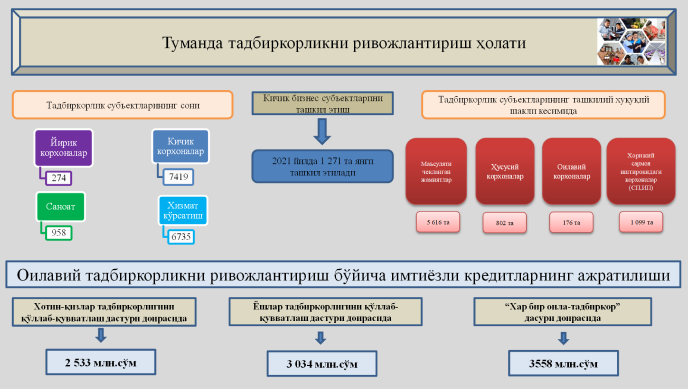 Туманда тадбиркорликни ривожлантириш ҳолати
Тадбиркорлик субъектларининг сони
Кичик бизнес субъектларини
ташкил этиш
Тадбиркорлик субъектларининг ташкилий ҳуқуқий
шакли кесимида
Йирик
корхоналар
274
Кичик
корхоналар
7419
Саноат
958
Хизмат
кўрсатиш
6735
2021 йилда 1 271 та янги
ташкил этилади
Масъулияти
чекланган
жамиятлар
5 616 та
Ҳусусий
корхоналар
802 та
Оилавий
корхоналар
176 та
Хорижий
сармоя
иштирокидаги
корхоналар
(СП,ИП)
1 099 та
Оилавий тадбиркорликни ривожлантириш бўйича имтиёзли кредитларнинг ажратилиши
Хотин-қизлар тадбиркорлигини
қўллаб-қувватлаш дастури доирасида
2 533 млн.сўм
Ёшлар тадбиркорлигини қўллаб-
қувватлаш дастури доирасида
3 034 млн.сўм
“Хар бир оила-тадбиркор”
дасури доирасида
3558 млн.сўм